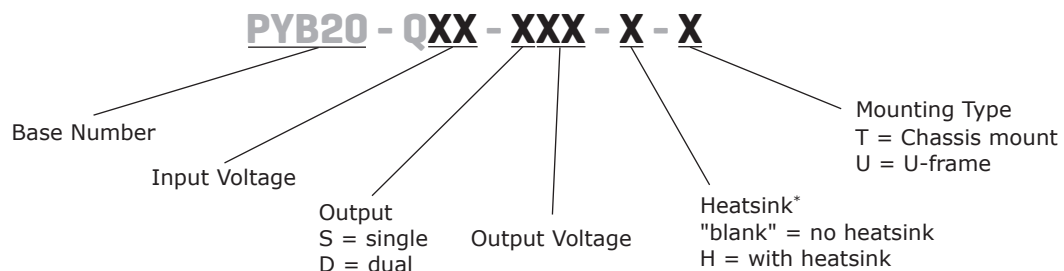 PYB20 - QXX - XXX - X - X
Base Number
Input Voltage
Output
S = single
D = dual
Output Voltage
Heatsink*
"blank" = no heatsink
H = with heatsink
Mounting Type
T = Chassis mount
U = U-frame